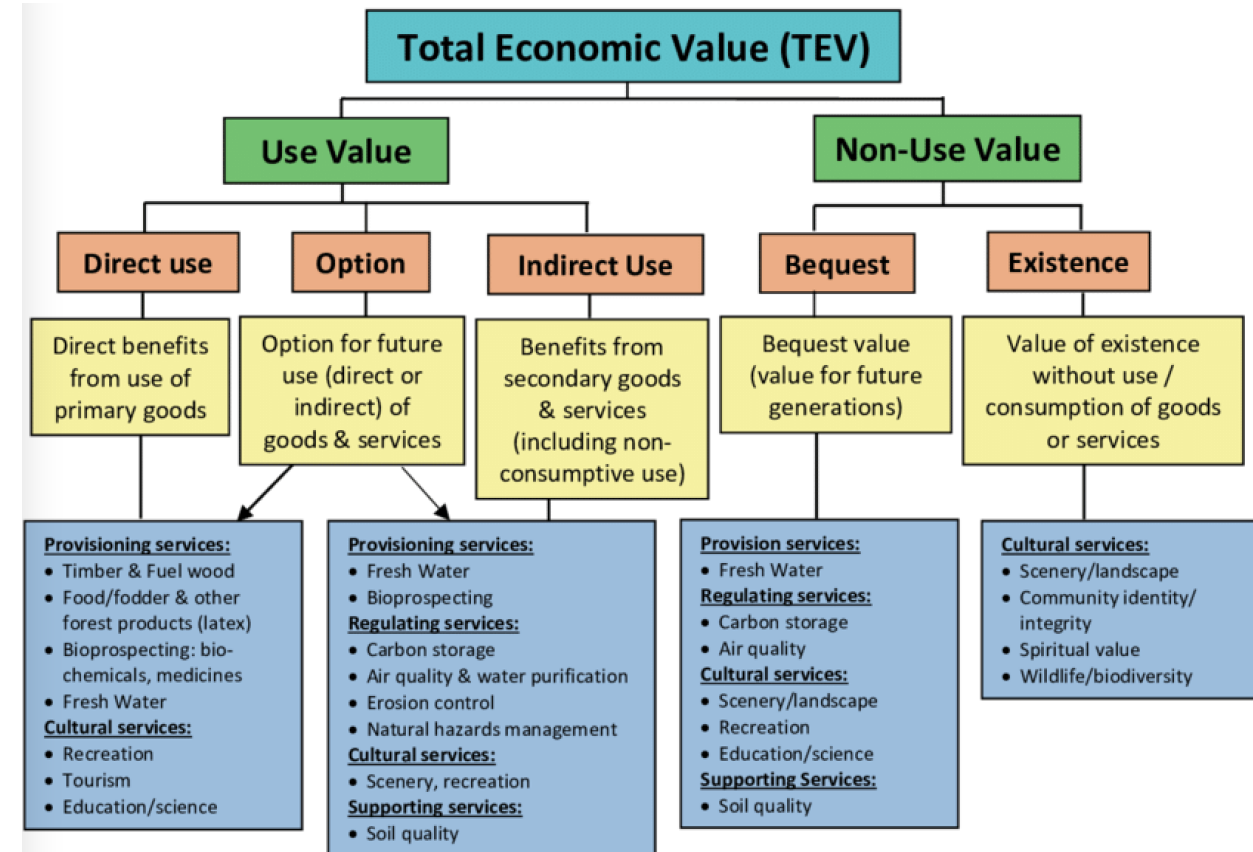 Total Economic Value (TEV)
Use Value
Non-Use Value
Direct use
Option
Indirect Use
Bequest
Existence
Direct benefits
from use of
primary goods
Option for future
use (direct or
indirect) of
goods & services
Benefits from
secondary goods
& services
(including non-
consumptive use)
Bequest value
(value for future
generations)
Value of existence
without use /
consumption of goods
or services
Provisioning services:
• Timber & Fuel wood
• Food/fodder & other
forest products (latex)
• Bioprospecting: bio-
chemicals, medicines
• Fresh Water
Cultural services:
• Recreation
• Tourism
• Education/science
Provisioning services:
• Fresh Water
• Bioprospecting
Regulating services:
• Carbon storage
• Air quality & water purification
• Erosion control
• Natural hazards management
Cultural services:
• Scenery, recreation
Supporting services:
• Soil quality
Provision services:
• Fresh Water
Regulating services:
• Carbon storage
• Air quality
Cultural services:
• Scenery/landscape
• Recreation
• Education/science
Supporting Services:
• Soil quality
Cultural services:
• Scenery/landscape
• Community identity/
integrity
• Spiritual value
• Wildlife/biodiversity